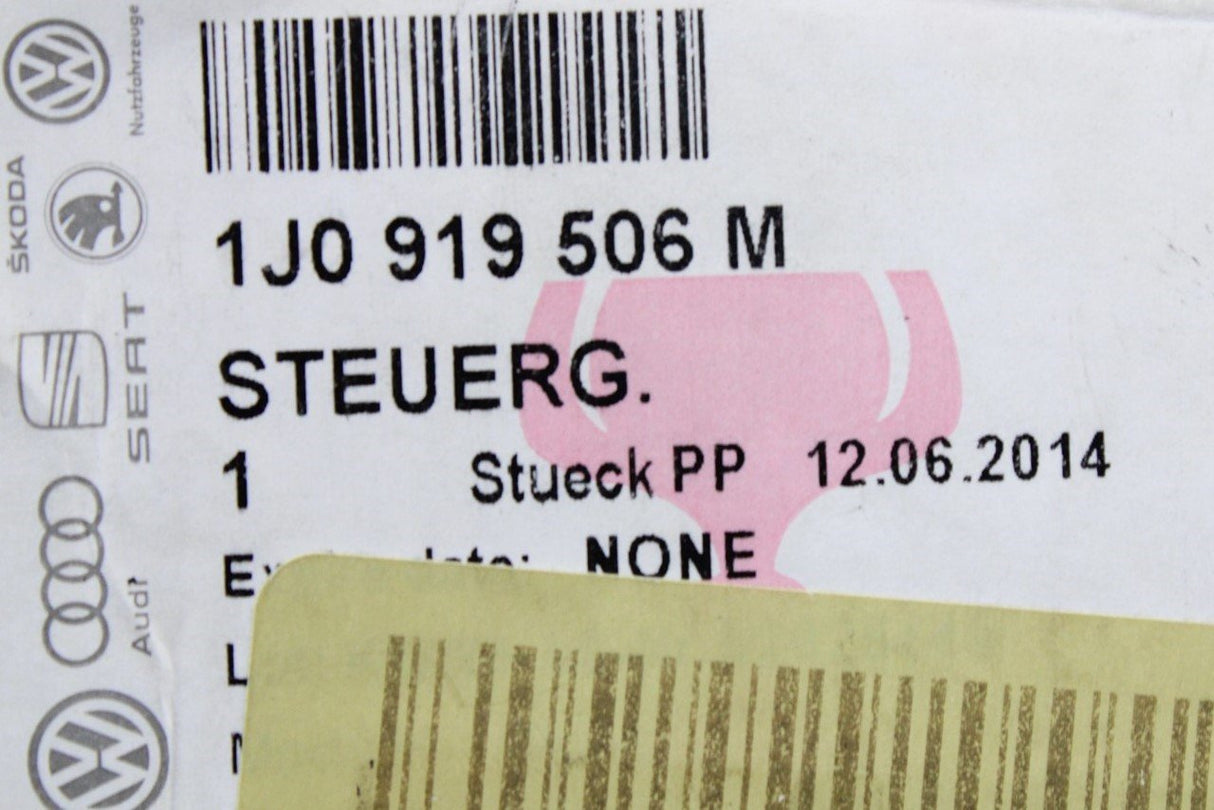 1J0 919 506 M
STEUERG.
1 Stueck PP 12.06.2014
NONE
Nutzfahrzeuge
ŠKODA
SEAT
Audi